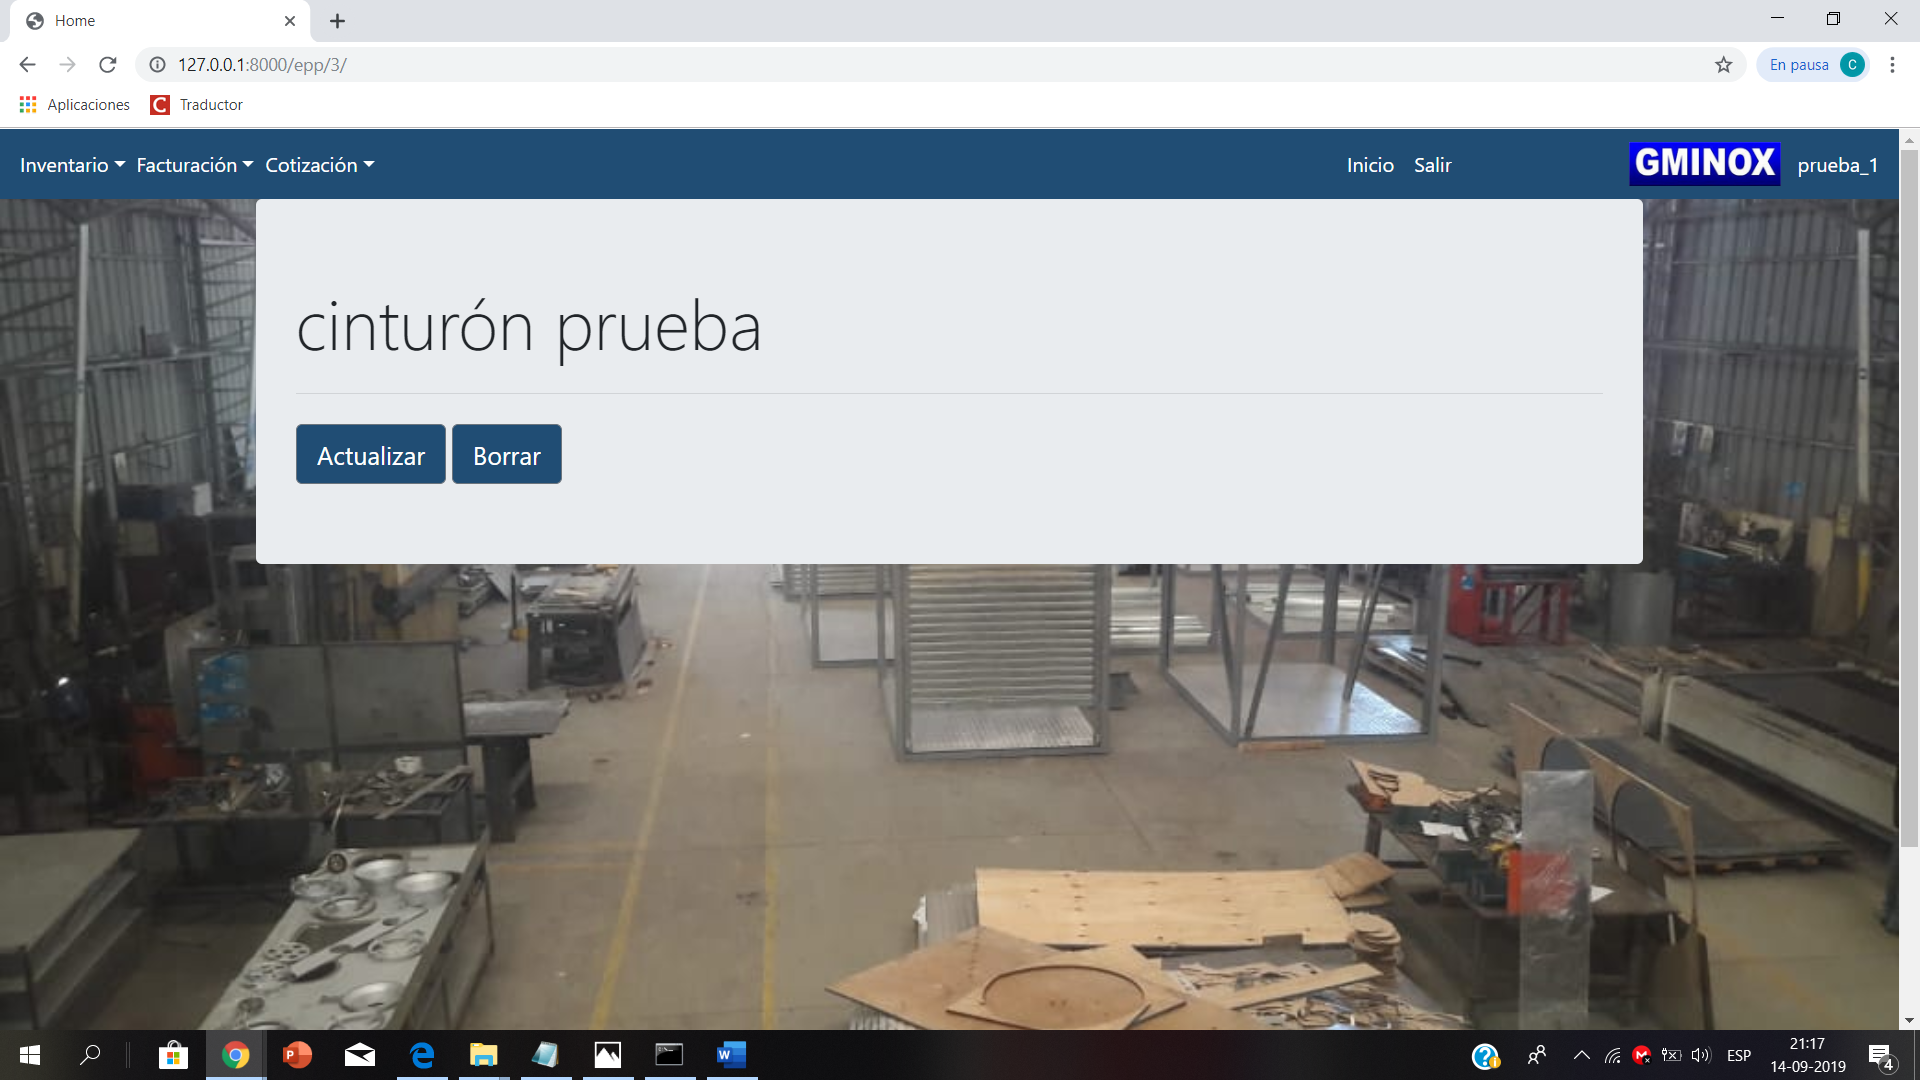 Home
127.0.0.1:8000/epp/3/
En pausa
C
Aplicaciones
C
Traductor
Inventario
Facturación
Cotización
Inicio
Salir
GMINOX
prueba_1
cinturón prueba
Actualizar
Borrar
ESP
21:17
14-09-2019
4